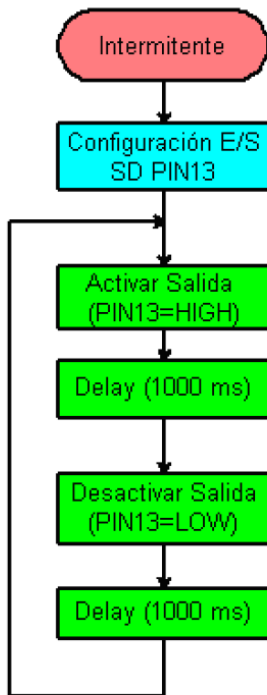 Intermitente
Configuración E/S
SD PIN13
Activar Salida
(PIN13=HIGH)
Delay (1000 ms)
Desactivar Salida
(PIN13=LOW)
Delay (1000 ms)